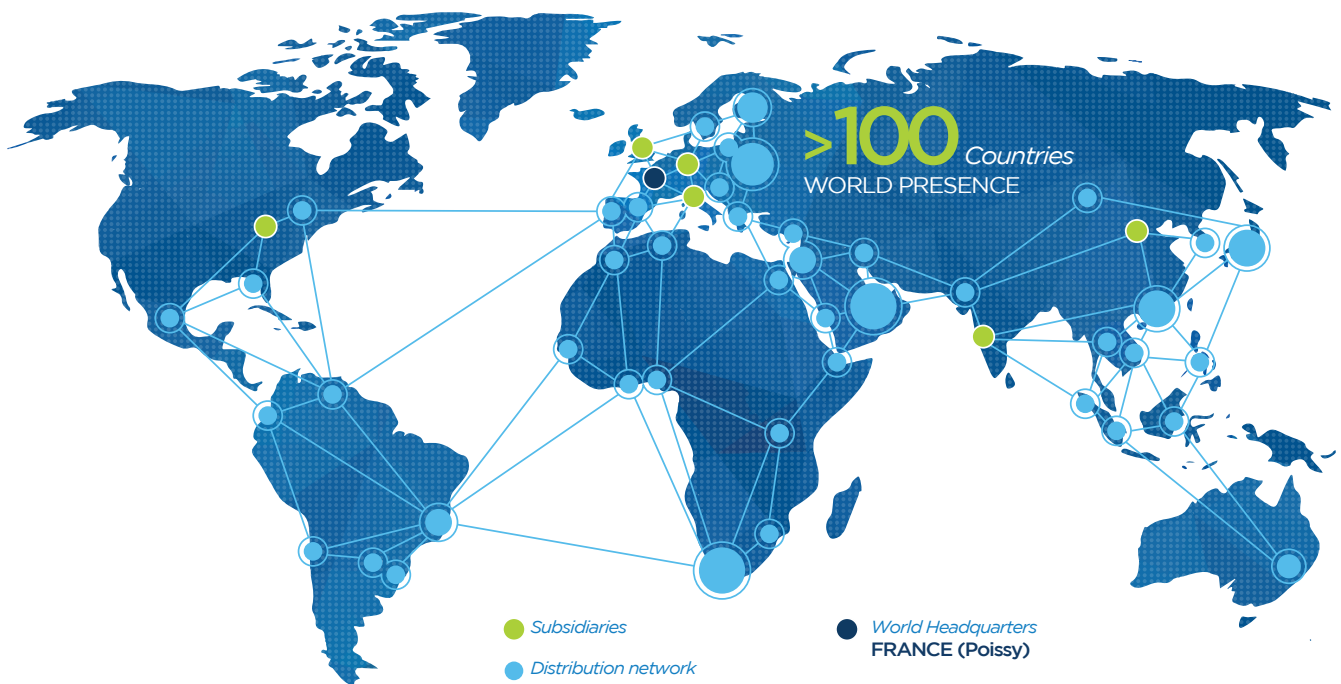 >100 Countries
WORLD PRESENCE
Subsidiaries
Distribution network
World Headquarters
FRANCE (Poissy)